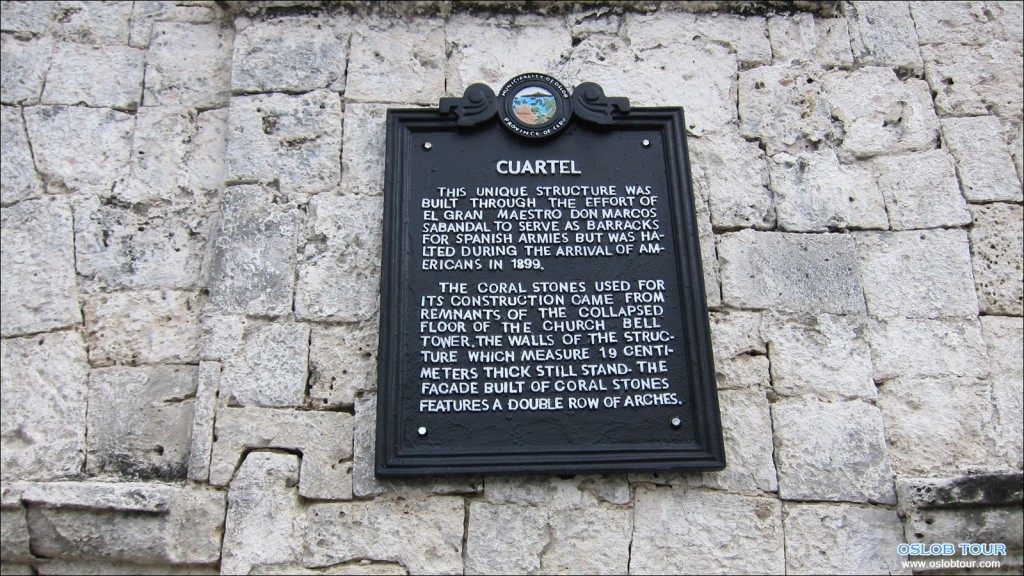 MUNICIPALITY OF OSLOB
PROVINCE OF CEBU
CUARTEL
THIS UNIQUE STRUCTURE WAS
BUILT THROUGH THE EFFORT OF
EL GRAN MAESTRO DON MARCOS
SABANDAL TO SERVE AS BARRACKS
FOR SPANISH ARMIES BUT WAS HA-
LTED DURING THE ARRIVAL OF AM-
ERICANS IN 1899.
THE CORAL STONES USED FOR
ITS CONSTRUCTION CAME FROM
REMNANTS OF THE COLLAPSED
FLOOR OF THE CHURCH BELL
TOWER. THE WALLS OF THE STRUC-
TURE WHICH MEASURE 19 CENTI-
METERS THICK STILL STAND. THE
FACADE BUILT OF CORAL STONES
FEATURES A DOUBLE ROW OF ARCHES.
OSLOB TOUR
www.oslobtour.com